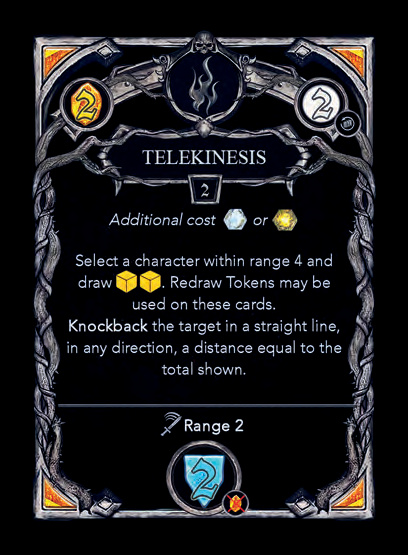 2
2
TELEKINESIS
2
Additional cost or
Select a character within range 4 and
draw . Redraw Tokens may be
used on these cards.
Knockback the target in a straight line,
in any direction, a distance equal to the
total shown.
Range 2
2